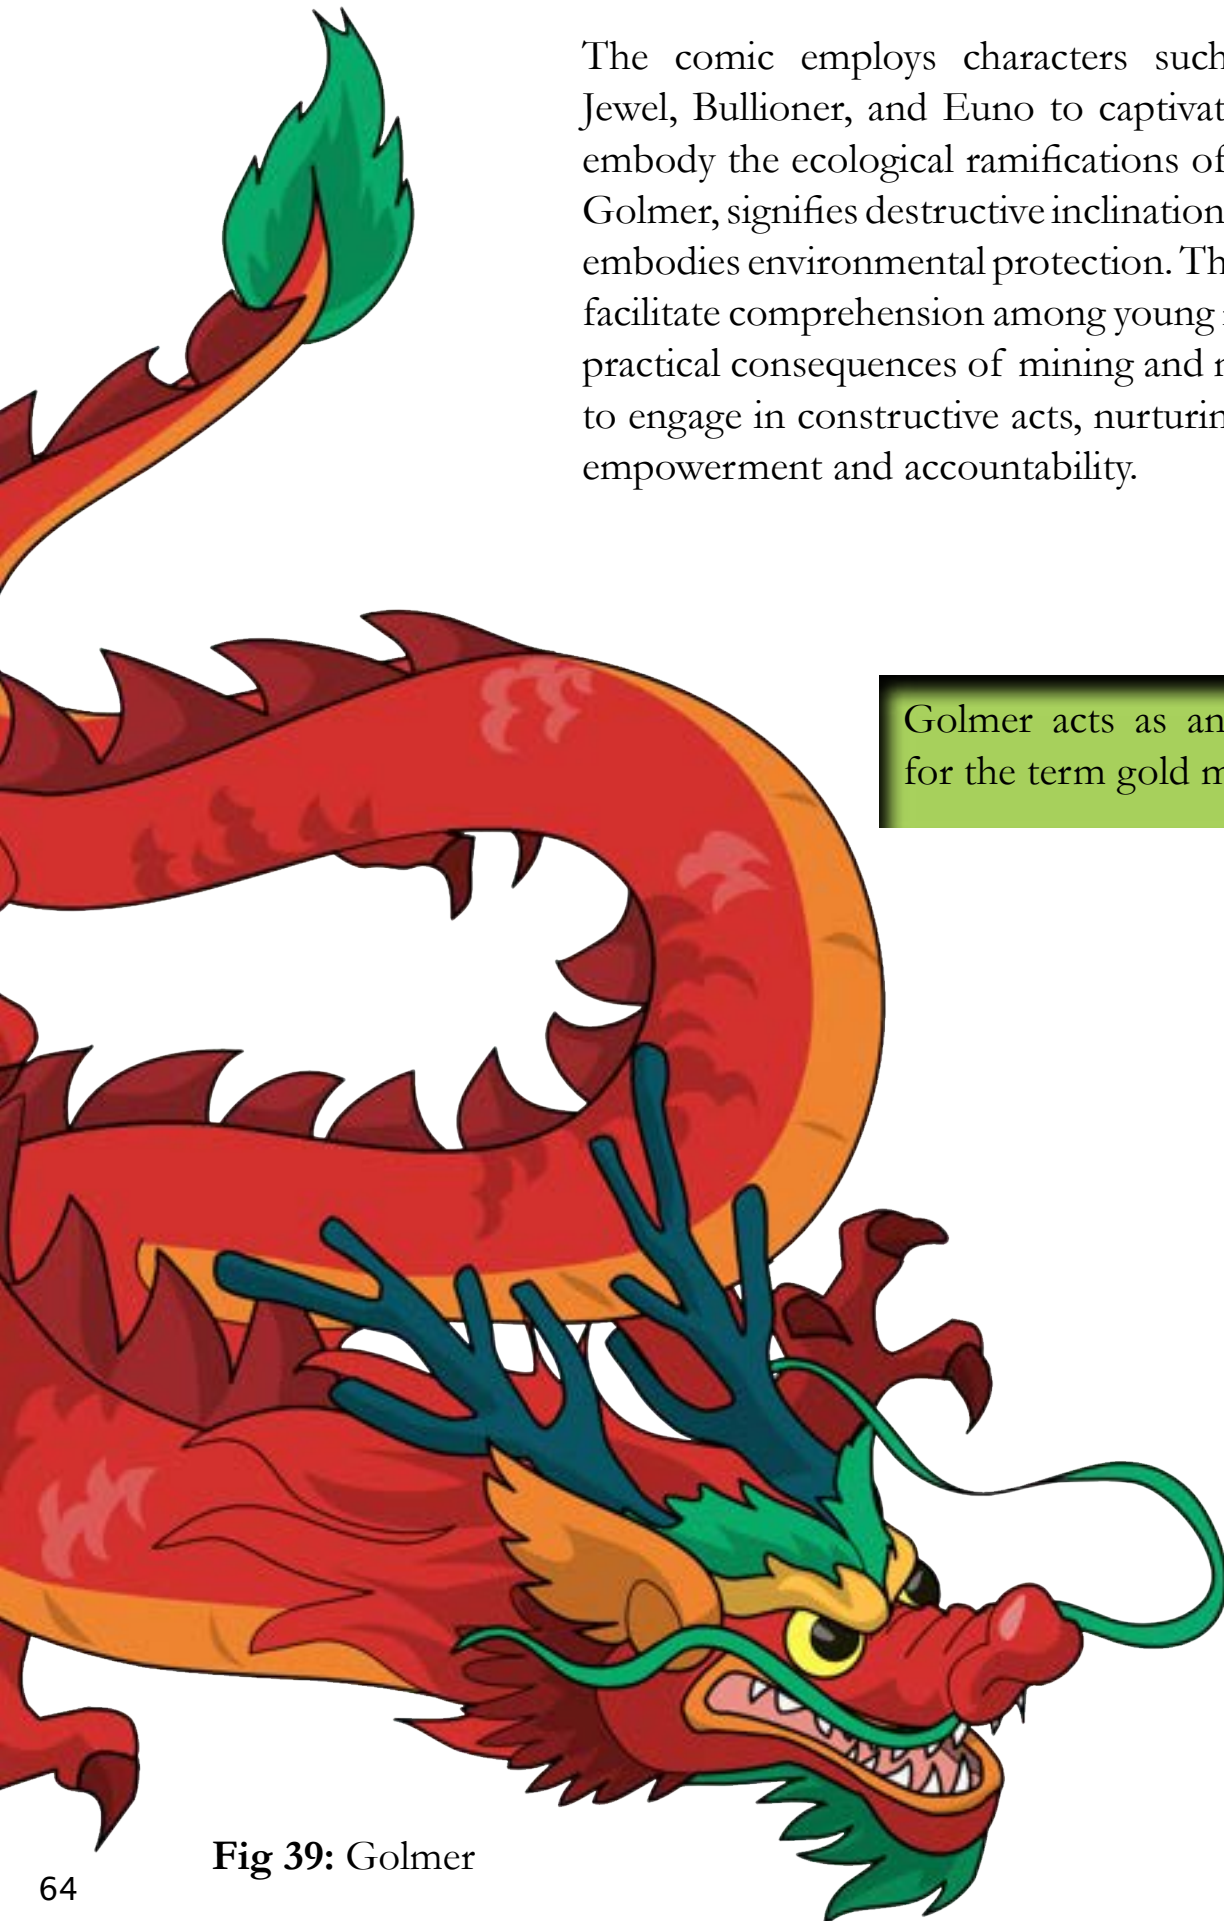 The comic employs characters such
Jewel, Bullioner, and Euno to captivat
embody the ecological ramifications of
Golmer, signifies destructive inclination
embodies environmental protection. Th
facilitate comprehension among young
practical consequences of mining and
to engage in constructive acts, nurturin
empowerment and accountability.
Golmer acts as an
for the term gold m
Fig 39: Golmer
64